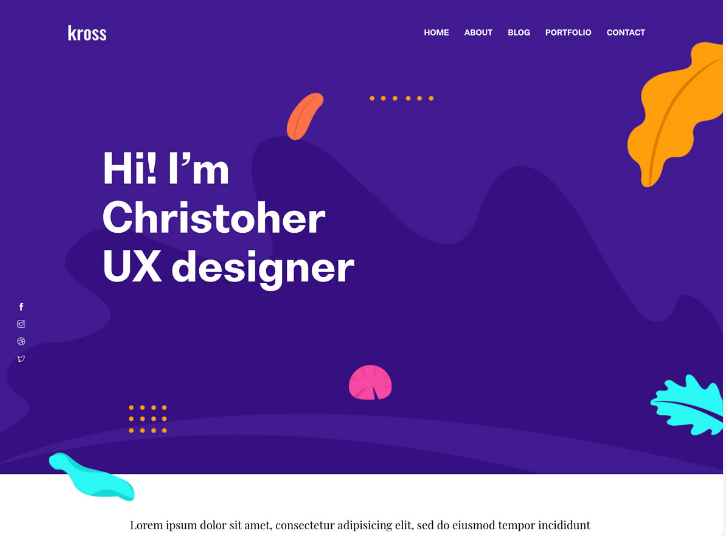 kross
HOME ABOUT BLOG PORTFOLIO CONTACT
Hi! I’m
Christoher
UX designer
Lorem ipsum dolor sit amet, consectetur adipisicing elit, sed do eiusmod tempor incididunt